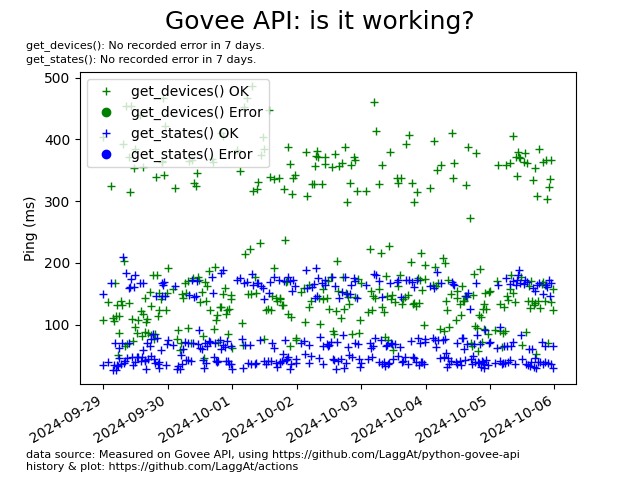 Govee API: is it working?
get_devices(): No recorded error in 7 days.
get_states(): No recorded error in 7 days.
get_devices() OK
get_devices() Error
get_states() OK
get_states() Error
Ping (ms)
500
400
300
200
100
2024-09-29
2024-09-30
2024-10-01
2024-10-02
2024-10-03
2024-10-04
2024-10-05
2024-10-06
data source: Measured on Govee API, using https://github.com/LaggAt/python-govee-api
history & plot: https://github.com/LaggAt/actions